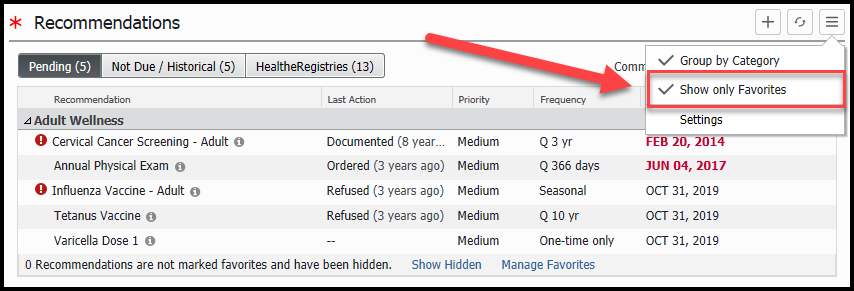 * Recommendations
Pending (5) Not Due / Historical (5) HealtheRegistries (13) Comm
Group by Category
Show only Favorites
Settings
Recommendation Last Action Priority Frequency
Adult Wellness
Cervical Cancer Screening - Adult Documented (8 year... Medium Q 3 yr FEB 20, 2014
Annual Physical Exam Ordered (3 years ago) Medium Q 366 days JUN 04, 2017
Influenza Vaccine - Adult Refused (3 years ago) Medium Seasonal OCT 31, 2019
Tetanus Vaccine Refused (3 years ago) Medium Q 10 yr OCT 31, 2019
Varicella Dose 1 -- Medium One-time only OCT 31, 2019
0 Recommendations are not marked favorites and have been hidden. Show Hidden Manage Favorites